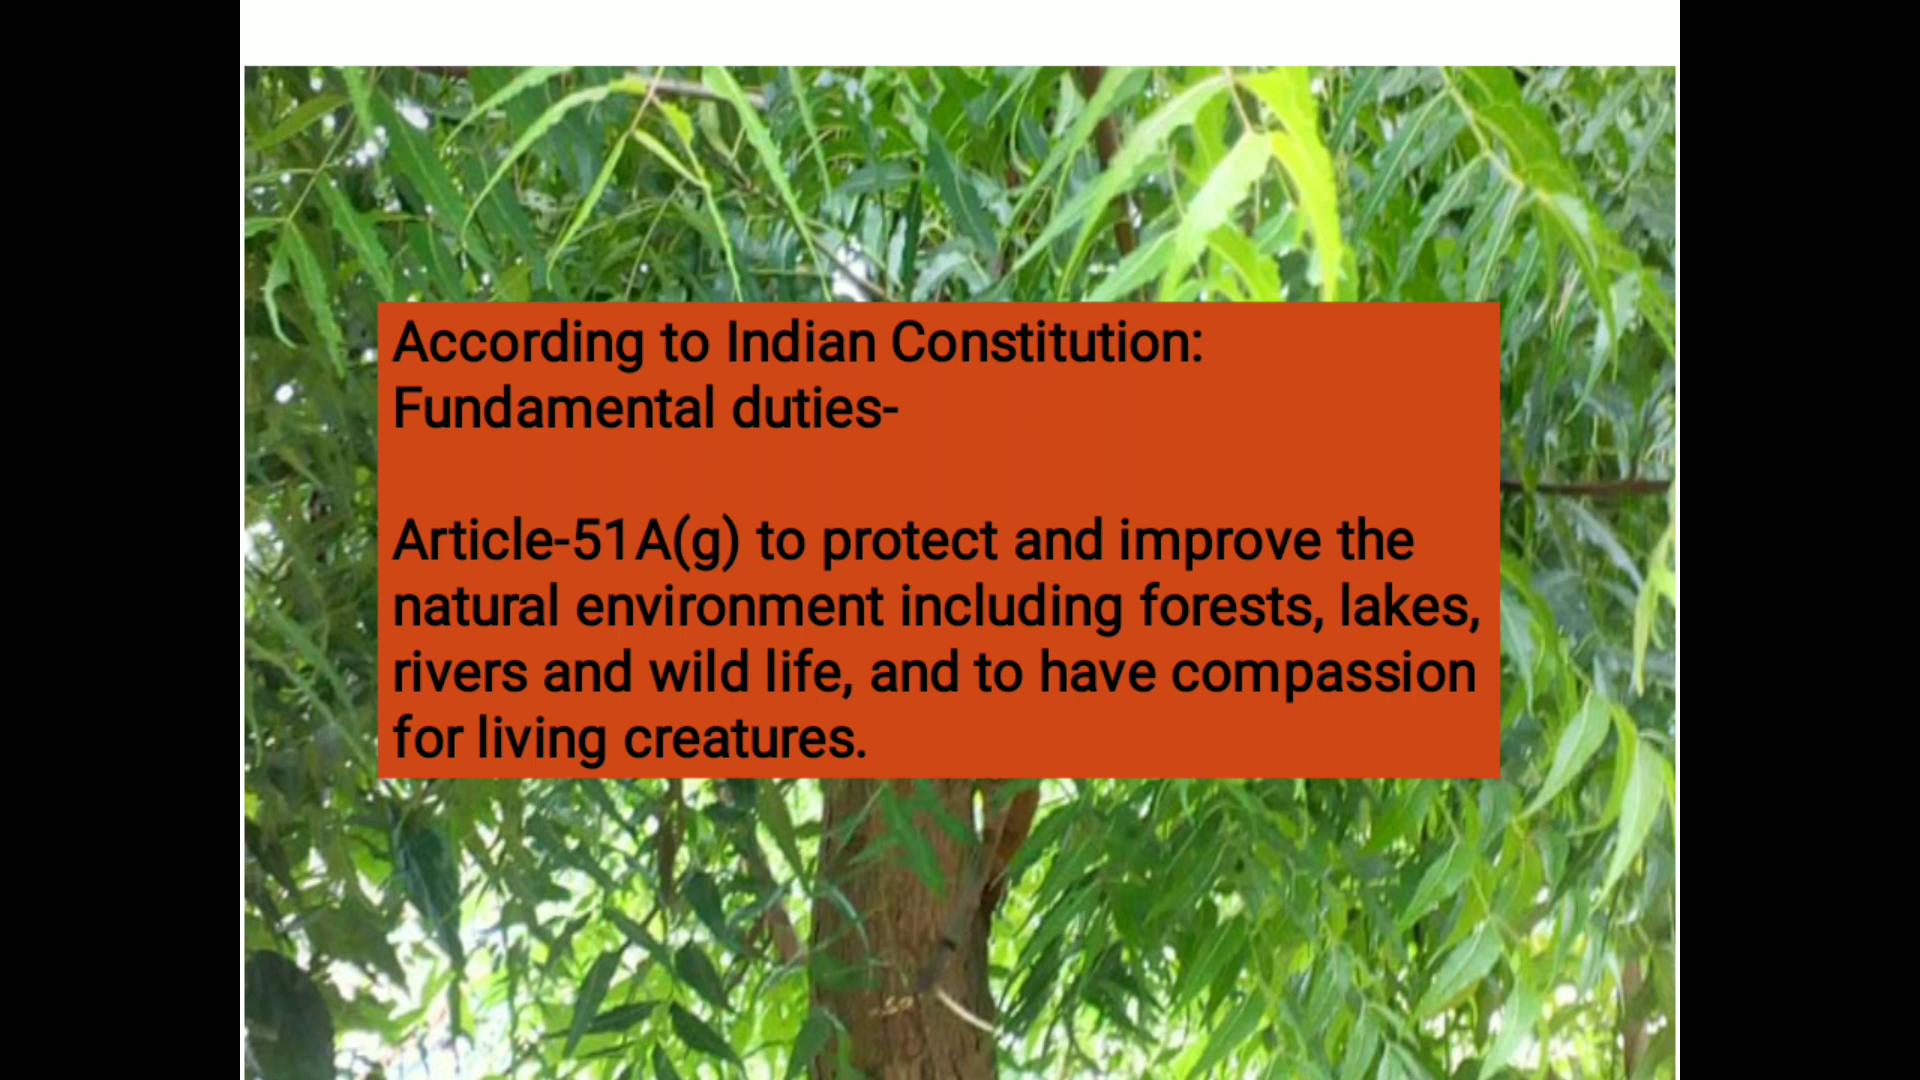 According to Indian Constitution:
Fundamental duties-
Article-51A(g) to protect and improve the
natural environment including forests, lakes,
rivers and wild life, and to have compassion
for living creatures.